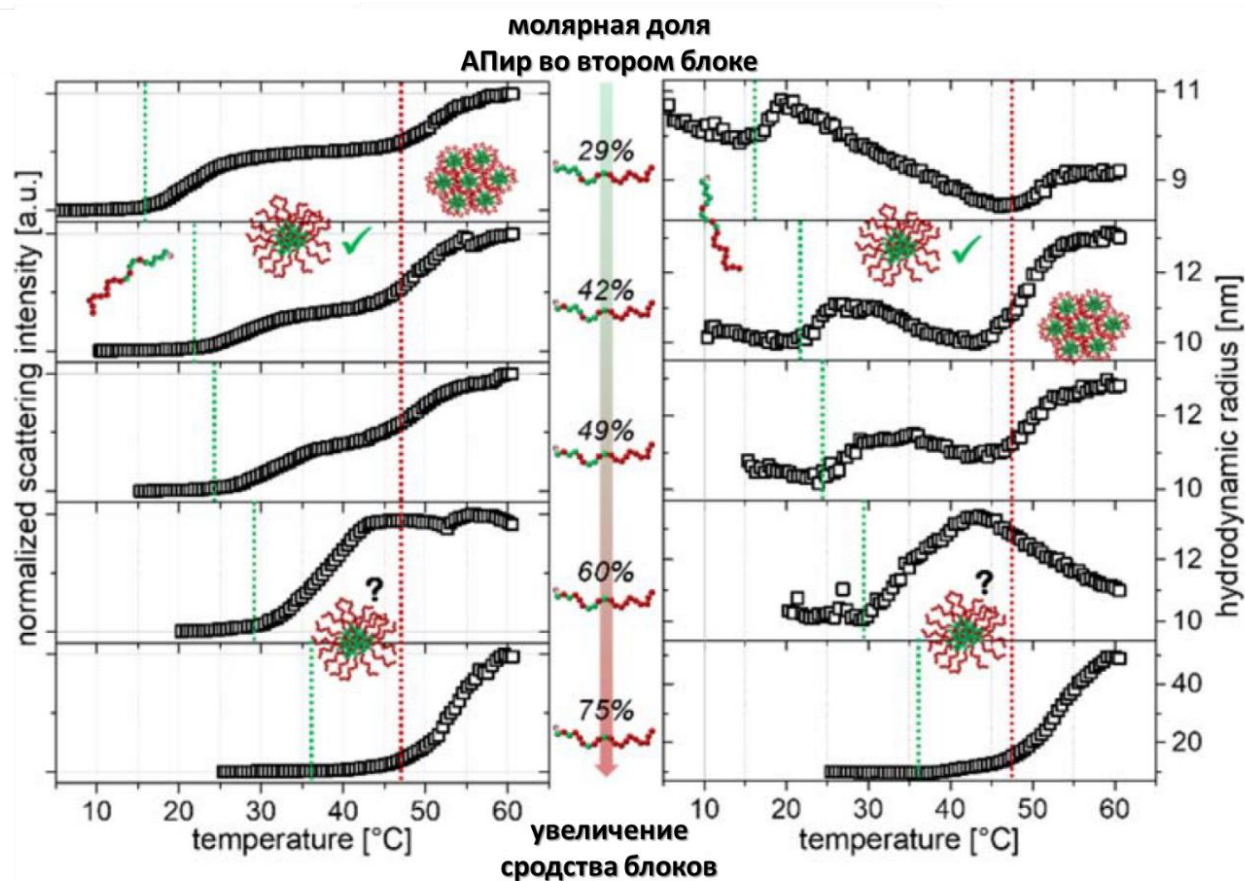 молярная доля
АПир во втором блоке
normalized scattering intensity [a.u.]
29%
42%
49%
60%
75%
?
?
11
9
12
10
12
10
12
10
40
20
hydrodynamic radius [nm]
10 20 30 40 50 60
10 20 30 40 50 60
temperature [°C]
temperature [°C]
увеличение
сродства блоков